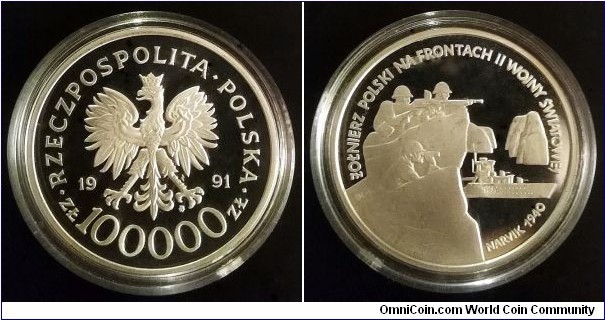 RZECZPOSPOLITA · POLSKA
19 91
ZŁ 100000 ZŁ
ŻOŁNIERZ POLSKI NA FRONTACH II WOJNY ŚWIATOWEJ
NARVIK 1940
OmniCoin.com World Coin Community